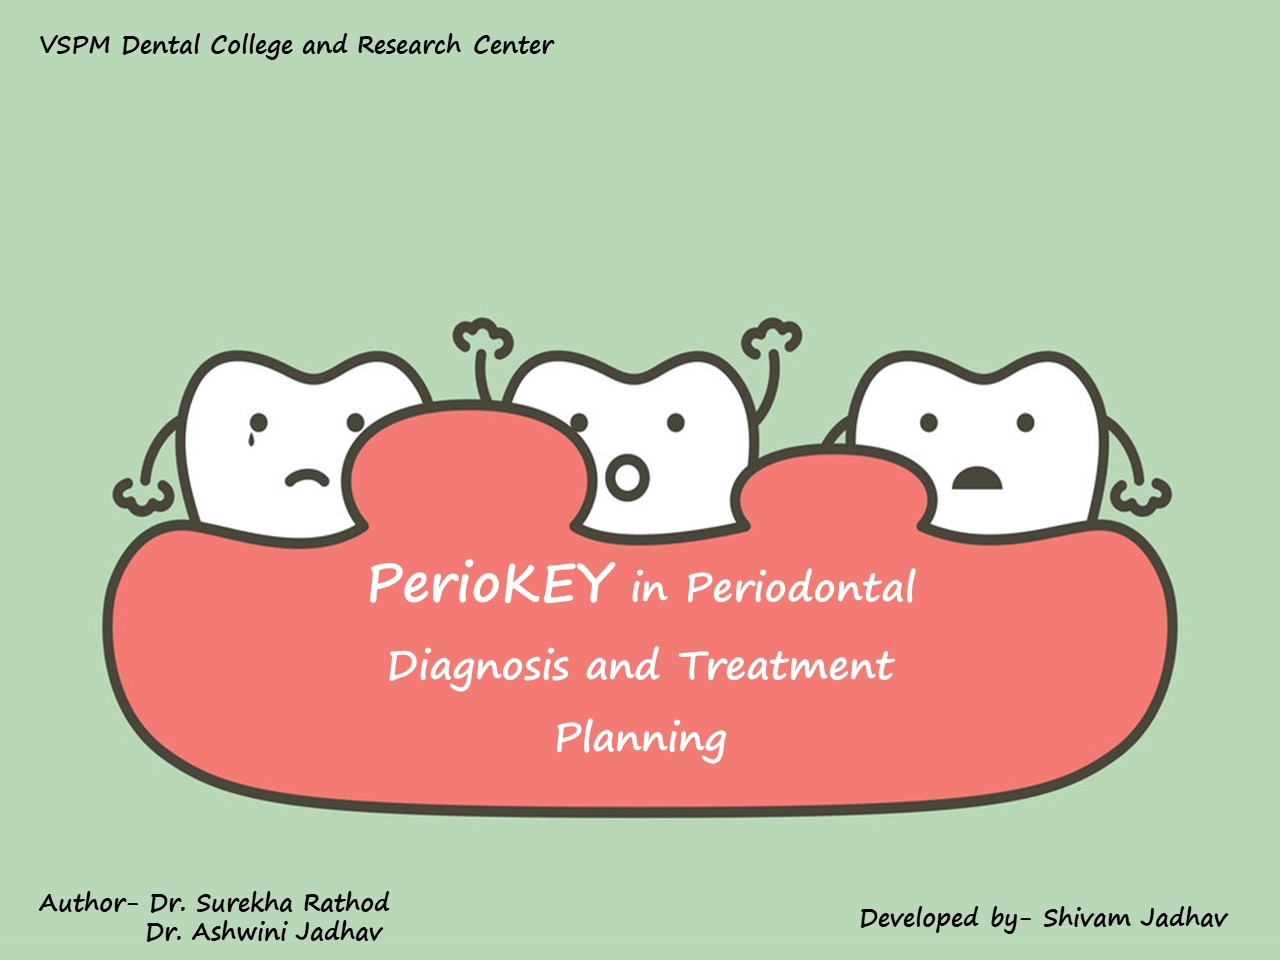 VSPM Dental College and Research Center
PerioKEY in Periodontal
Diagnosis and Treatment
Planning
Author- Dr. Surekha Rathod
Dr. Ashwini Jadhav
Developed by- Shivam Jadhav